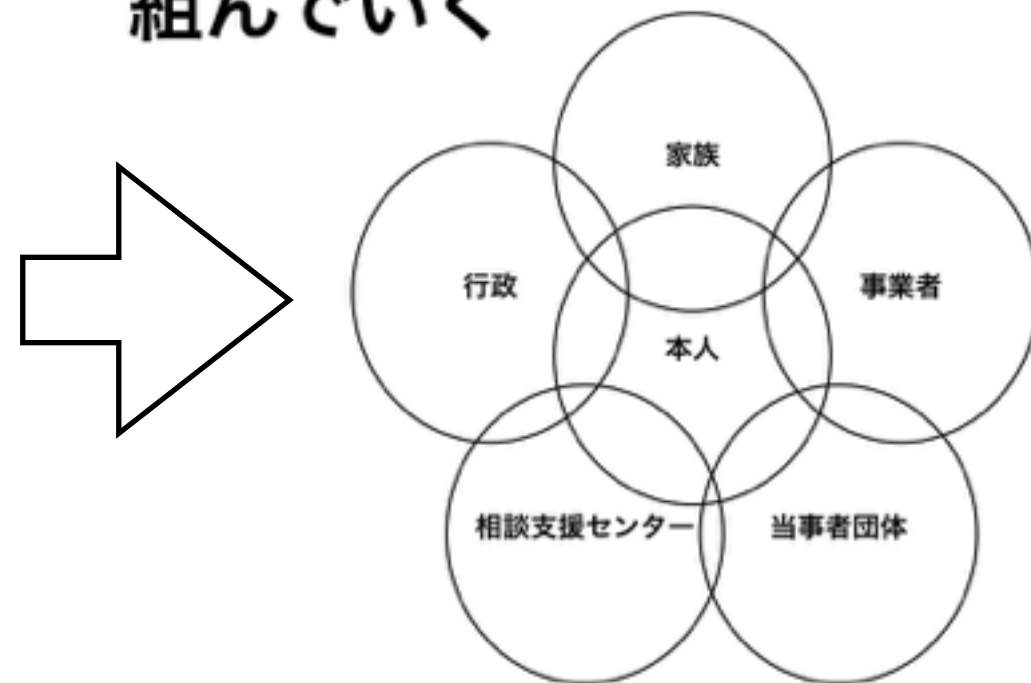 組んでいく
家族
行政
事業者
本人
相談支援センター
当事者団体